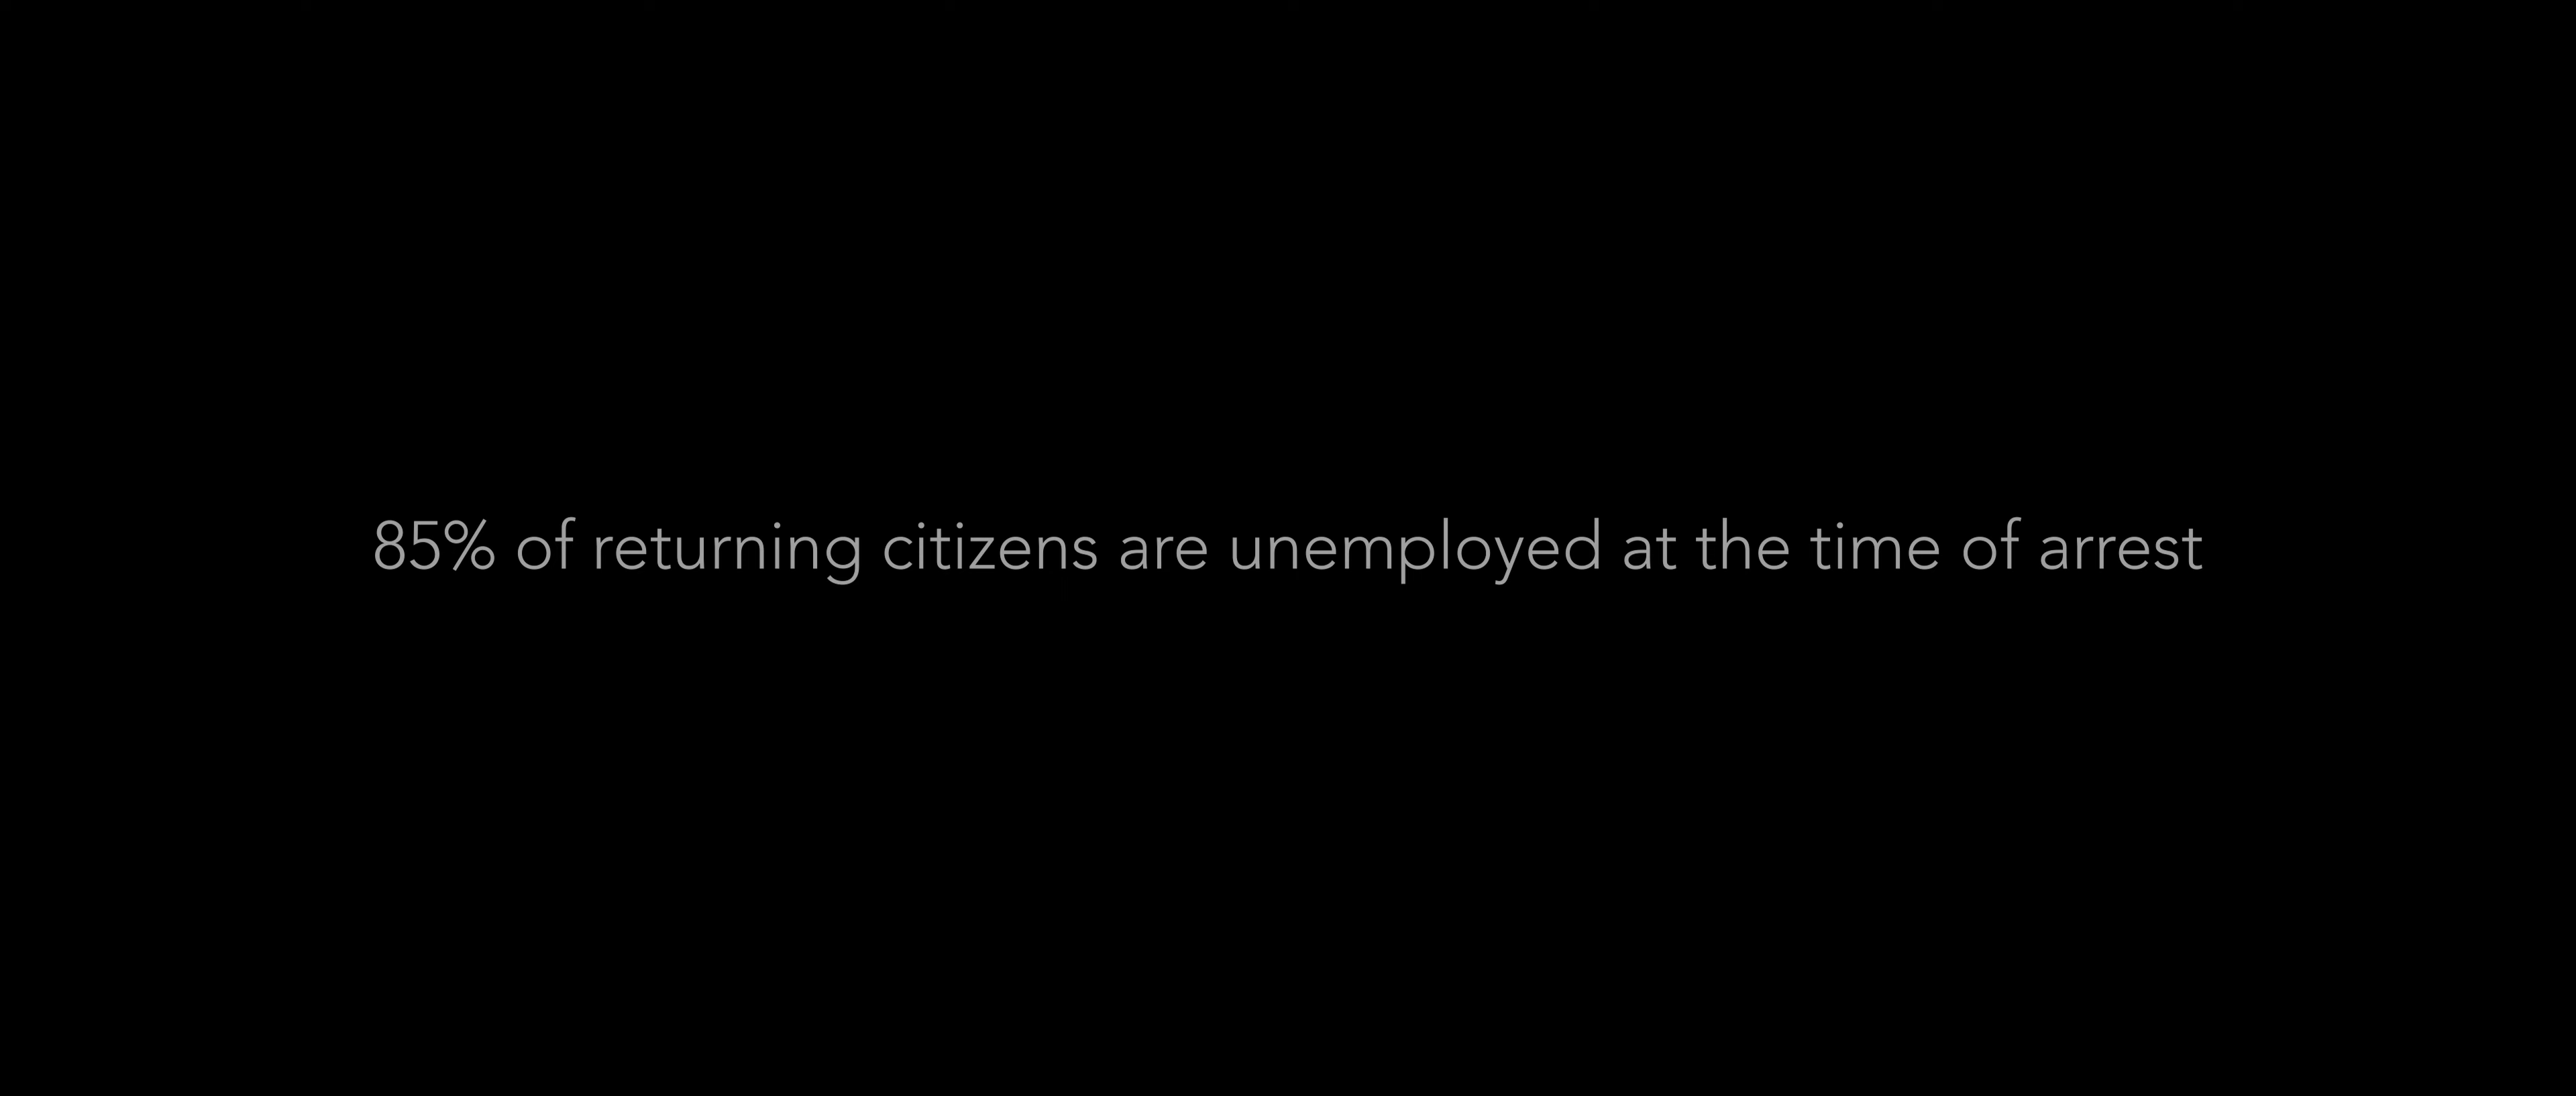 85% of returning citizens are unemployed at the time of arrest